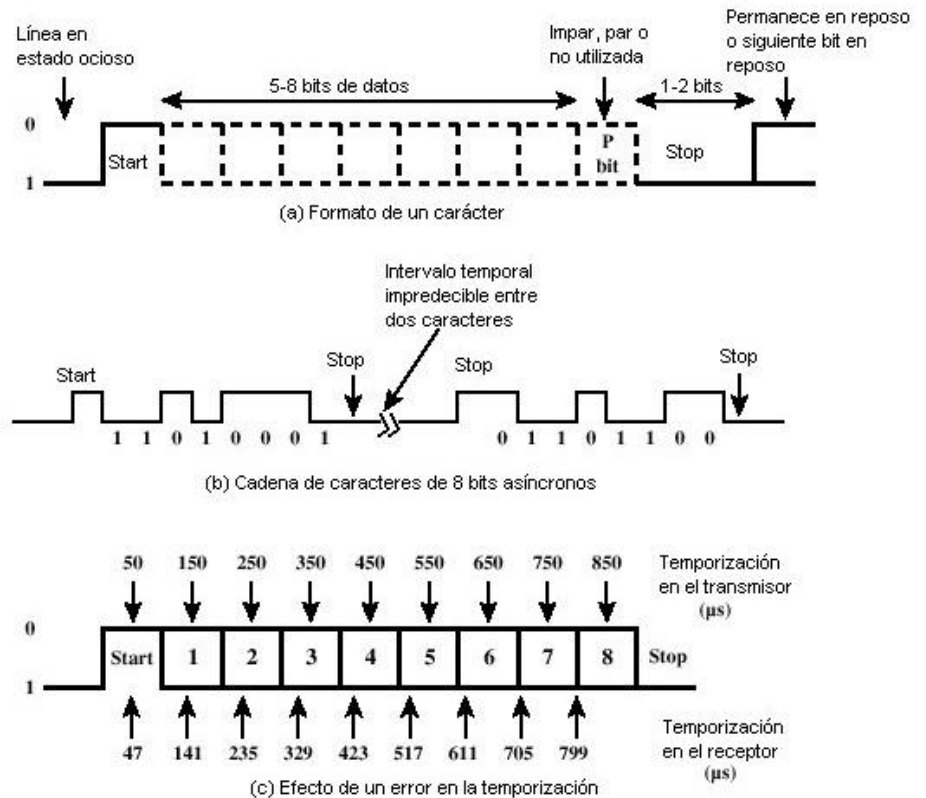 Línea en
estado ocioso
Impar, par o
no utilizada
Permanece en reposo
o siguiente bit en
reposo
5-8 bits de datos
1-2 bits
0
1
Start
P
bit
Stop
(a) Formato de un carácter
Intervalo temporal
impredecible entre
dos caracteres
Start
Stop
Stop
Stop
1 1 0 1 0 0 0 1
0 1 1 0 1 1 0 0
(b) Cadena de caracteres de 8 bits asíncronos
50 150 250 350 450 550 650 750 850
Temporización
en el transmisor
(µs)
0
1
Start 1 2 3 4 5 6 7 8 Stop
47 141 235 329 423 517 611 705 799
Temporización
en el receptor
(µs)
(c) Efecto de un error en la temporización